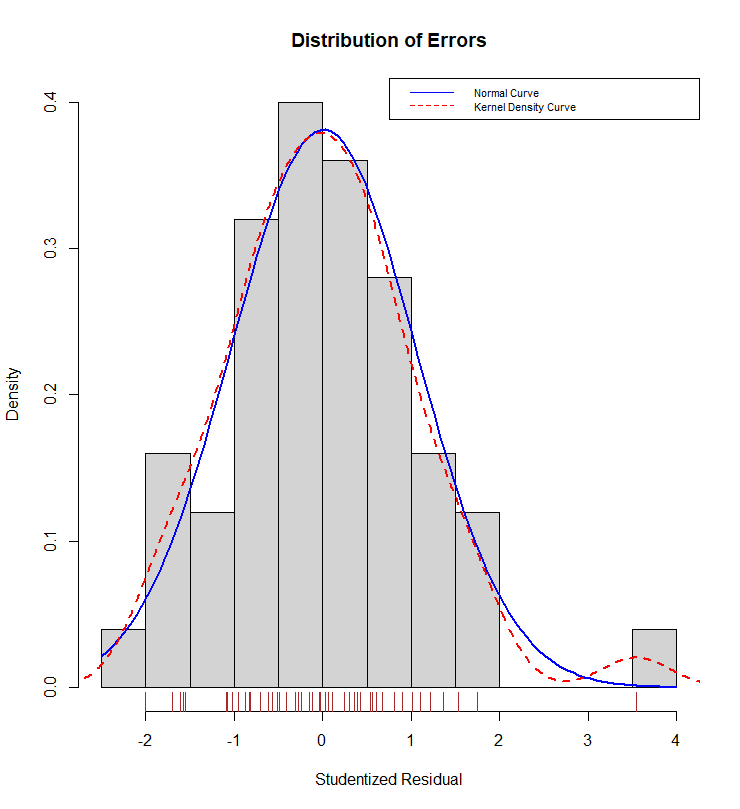 Distribution of Errors
Normal Curve
Kernel Density Curve
Density
0.4
0.3
0.2
0.1
0.0
-2 -1 0 1 2 3 4
Studentized Residual